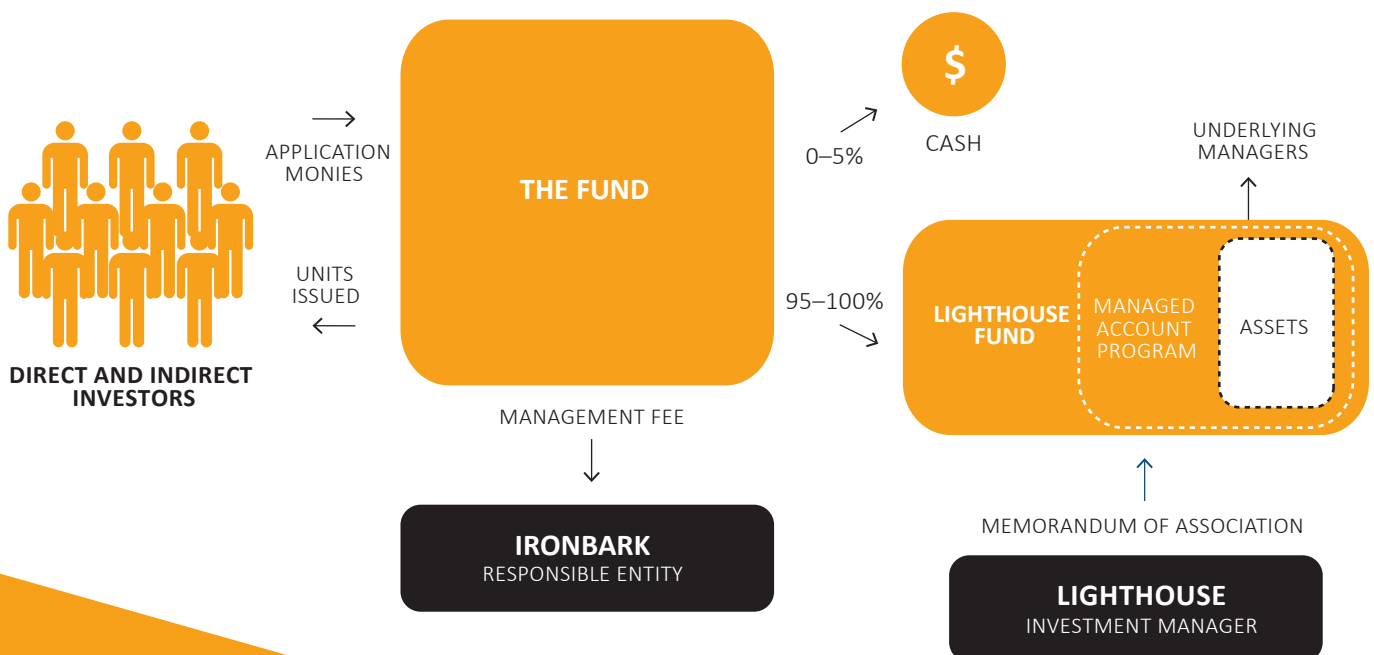 APPLICATION
MONIES
UNITS
ISSUED
DIRECT AND INDIRECT
INVESTORS
THE FUND
$
CASH
0–5%
95–100%
UNDERLYING
MANAGERS
LIGHTHOUSE
FUND
MANAGED
ACCOUNT
PROGRAM
ASSETS
MANAGEMENT FEE
IRONBARK
RESPONSIBLE ENTITY
MEMORANDUM OF ASSOCIATION
LIGHTHOUSE
INVESTMENT MANAGER